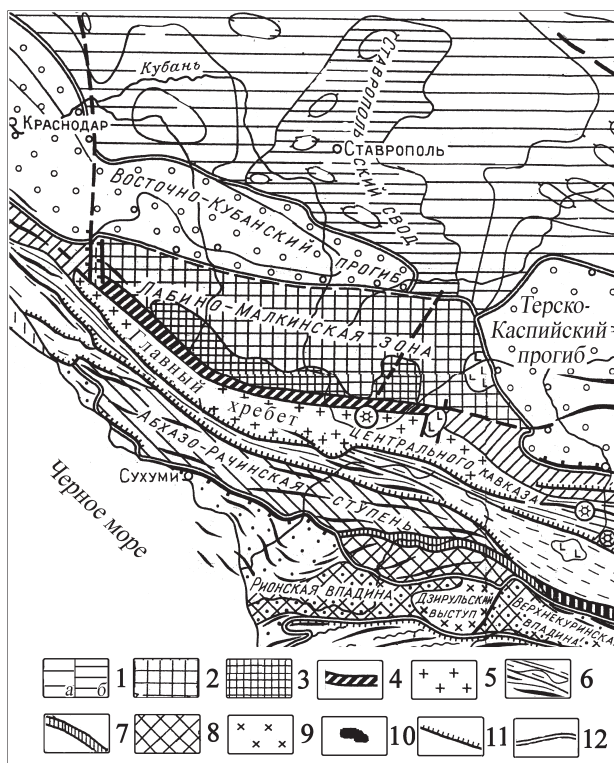 Кубань
КРАСНОДАР
СТАВРОПОЛЬ
СТАВРОПОЛЬСКИЙ СВОД
ВОСТОЧНО-КУБАНСКИЙ ПРОГИБ
ЛАБИНО-МАЛКИНСКАЯ ЗОНА
Терско-
Каспийский
прогиб
Главный хребет ЦЕНТРАЛЬНОГО КАВКАЗА
АБХАЗО-РАЧИНСКАЯ СТУПЕНЬ
СУХУМИ
Черное море
РИОНСКАЯ ВПАДИНА
ДЗИРУЛЬСКИЙ
ВЫСТУП
ВЕРХНЕКУРИНСКАЯ
ВПАДИНА
а б 1 2 3 4 5 6
7 8 9 10 11 12